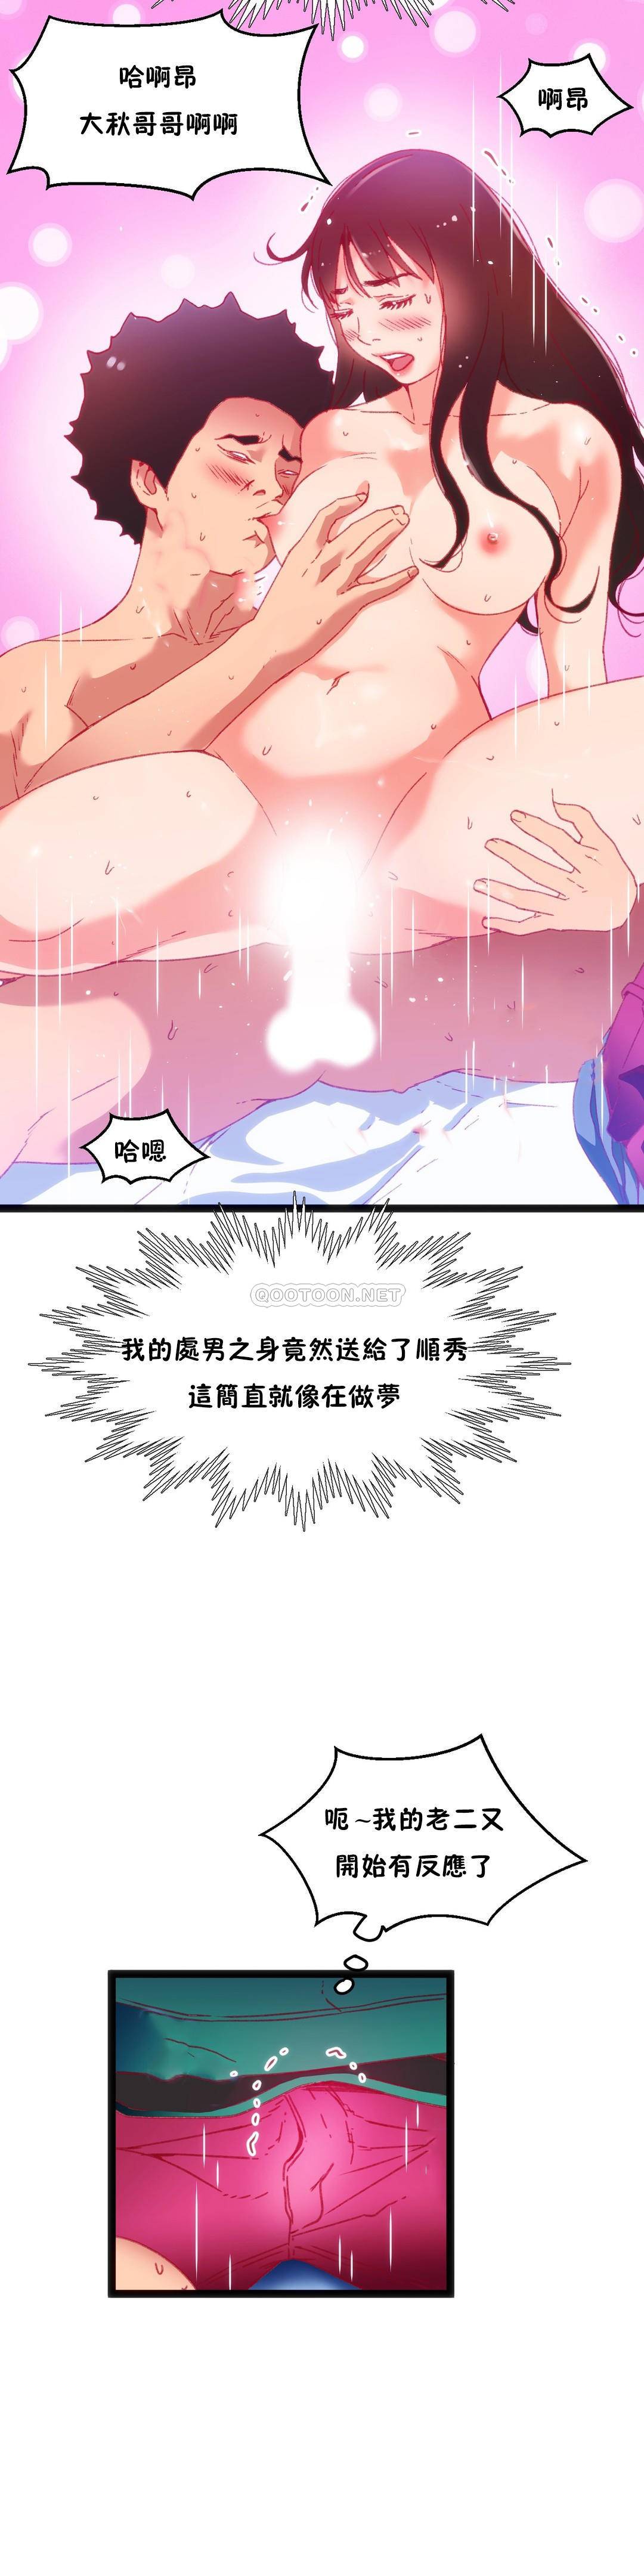 哈啊昂
大秋哥哥啊啊
啊昂
哈嗯
QOOTOON.NET
我的處男之身竟然送給了順秀
這簡直就像在做夢
呃~我的老二又
開始有反應了